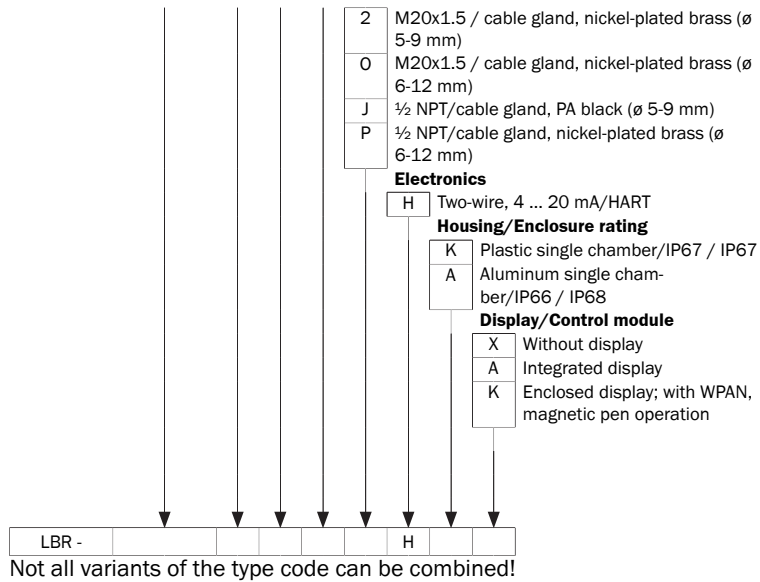 2 M20x1.5 / cable gland, nickel-plated brass (ø
5-9 mm)
O M20x1.5 / cable gland, nickel-plated brass (ø
6-12 mm)
J ½ NPT/cable gland, PA black (ø 5-9 mm)
P ½ NPT/cable gland, nickel-plated brass (ø
6-12 mm)
Electronics
H Two-wire, 4 ... 20 mA/HART
Housing/Enclosure rating
K Plastic single chamber/IP67 / IP67
A Aluminum single cham-
ber/IP66 / IP68
Display/Control module
X Without display
A Integrated display
K Enclosed display; with WPAN,
magnetic pen operation
LBR - H
Not all variants of the type code can be combined!